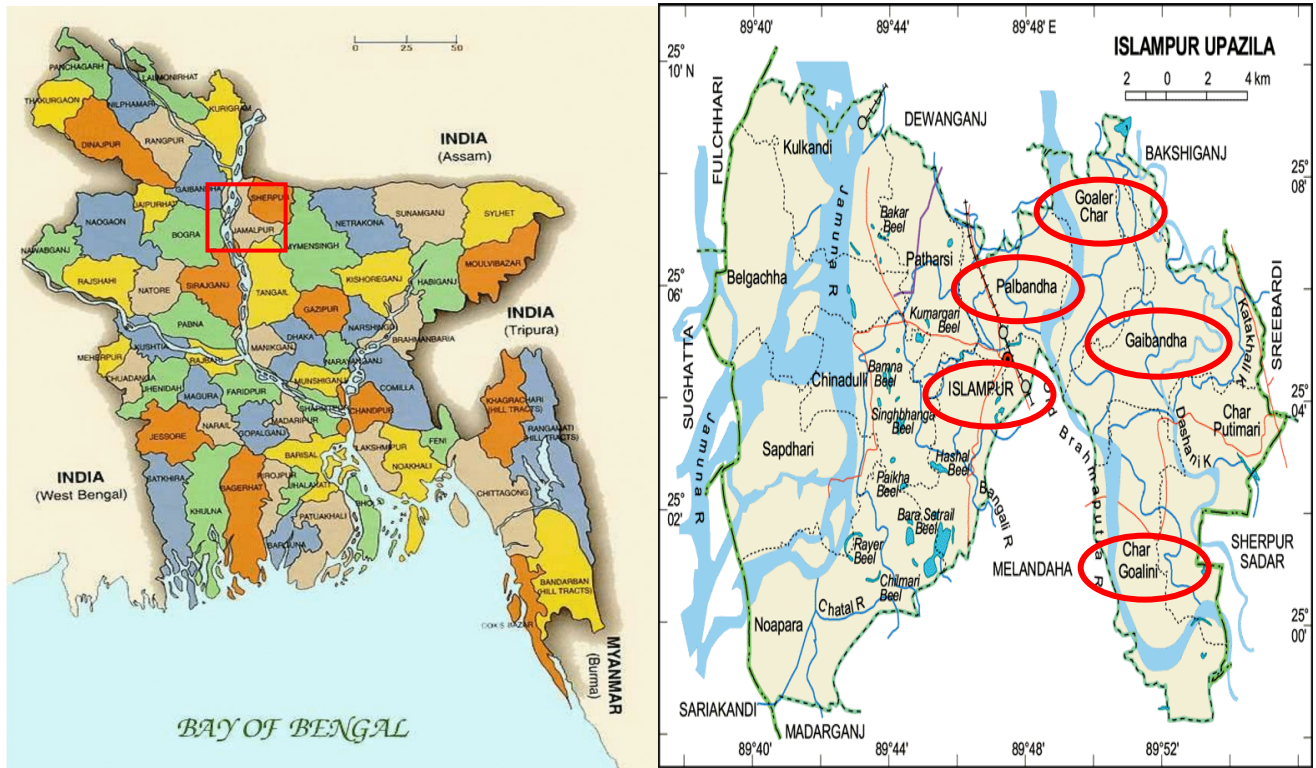 PANCHAGARH
LALMONIRHAT
THAKURGAON
NILPHAMARI
KURIGRAM
DINAJPUR
RANGPUR
0 25 50
INDIA
(Assam)
GAIBANDHA
SHERPUR
JAIPURHAT
NAOGAON
BOGRA
JAMALPUR
MYMENSINGH
NETRAKONA
SUNAMGANJ
SYLHET
NAWABGANJ
RAJSHAHI
NATORE
SIRAJGANJ
TANGAIL
KISHOREGANJ
HABIGANJ
MOULVIBAZAR
GAZIPUR
PABNA
INDIA
(Tripura)
MEHERPUR
KUSHTIA
RAJBARI
MANIKGANJ
DHAKA
NARSHINGDI
BRAHMANBARIA
CHUADANGA
JHENIDAH
MAGURA
FARIDPUR
MUNSHIGANJ
NARAYANGANJ
COMILLA
JESSORE
NARAIL
GOPALGANJ
MADARIPUR
CHANDPUR
KHAGRACHARI
(HILL TRACTS)
RANGAMATI
(HILL TRACTS)
INDIA
(West Bengal)
SATKHIRA
KHULNA
BAGERHAT
PIROJPUR
BARISAL
LAKSHMIPUR
NOAKHALI
FENI
CHITTAGONG
JHALAKATI
BHOLA
PATUAKHALI
BARGUNA
BANDARBAN
(HILL TRACTS)
COX'S BAZAR
MYANMAR
(Burma)
BAY OF BENGAL
89°40'
89°44'
89°48' E
ISLAMPUR UPAZILA
2 0 2 4 km
25°
10' N
FULCHHARI
DEWANGANJ
BAKSHIGANJ
25°
08'
Kulkandi
Jamuna R
Goaler
Char
Bakar
Beel
Patharsi
Belgachha
Palbandha
25°
06'
Kumargari
Beel
Gaibandha
Katakhali K
SREEBARDI
SUGHATTA
Chinadulli
Bamna
Beel
ISLAMPUR
Old Brahmaputra R
Char
Putimari
25°
04'
Singhbhanga
Beel
Dashani K
Sapdhari
Jamuna R
Hashal
Beel
Paikha
Beel
Bangali R
25°
02'
Bara Satrail
Beel
Rayer
Beel
MELANDAHA
Char
Goalini
SHERPUR
SADAR
Chilmari
Beel
Chatal R
Noapara
25°
00'
SARIAKANDI
MADARGANJ
89°40'
89°44'
89°48'
89°52'